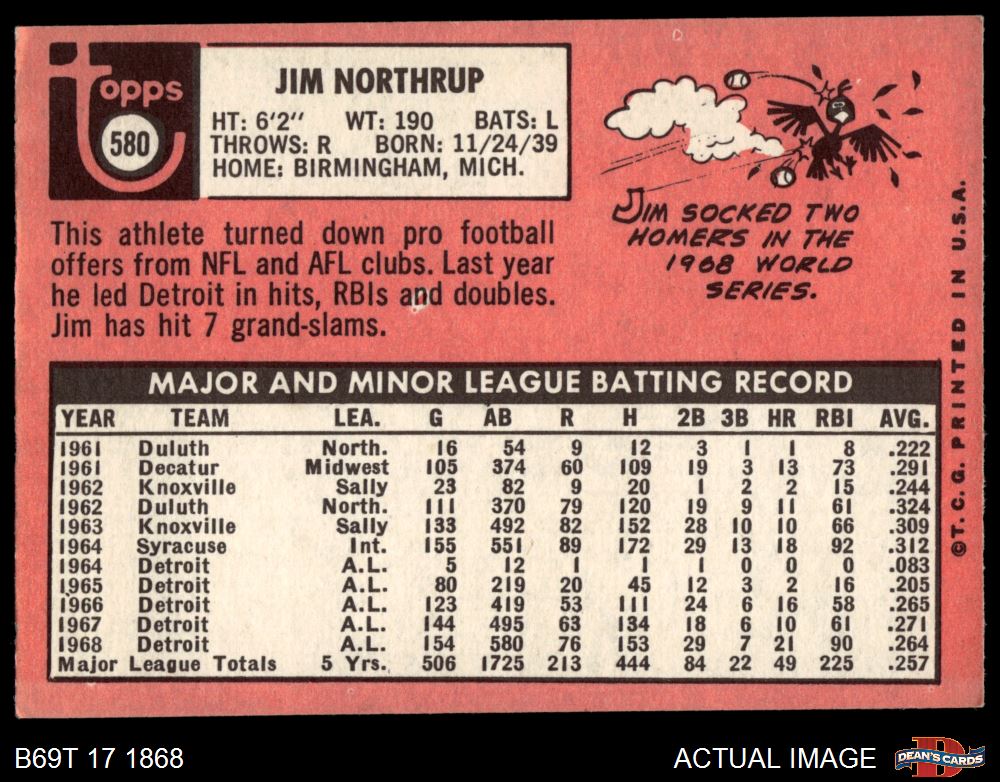 topps
580
JIM NORTHRUP
HT: 6'2" WT: 190 BATS: L
THROWS: R BORN: 11/24/39
HOME: BIRMINGHAM, MICH.
This athlete turned down pro football
offers from NFL and AFL clubs. Last year
he led Detroit in hits, RBIs and doubles.
Jim has hit 7 grand-slams.
JIM SOCKED TWO
HOMERS IN THE
1968 WORLD
SERIES.
©T.C.G. PRINTED IN U.S.A.
MAJOR AND MINOR LEAGUE BATTING RECORD
YEAR TEAM LEA. G AB R H 2B 3B HR RBI AVG.
1961 Duluth North. 16 54 9 12 3 1 1 8 .222
1961 Decatur Midwest 105 374 60 109 19 3 13 73 .291
1962 Knoxville Sally 23 82 9 20 1 2 2 15 .244
1962 Duluth North. 111 370 79 120 19 9 11 61 .324
1963 Knoxville Sally 133 492 82 152 28 10 10 66 .309
1964 Syracuse Int. 155 551 89 172 29 13 18 92 .312
1964 Detroit A.L. 5 12 1 1 1 0 0 0 .083
1965 Detroit A.L. 80 219 20 45 12 3 2 16 .205
1966 Detroit A.L. 123 419 53 111 24 6 16 58 .265
1967 Detroit A.L. 144 495 63 134 18 6 10 61 .271
1968 Detroit A.L. 154 580 76 153 29 7 21 90 .264
Major League Totals 5 Yrs. 506 1725 213 444 84 22 49 225 .257
B69T 17 1868
ACTUAL IMAGE
D
DEAN'S CARDS